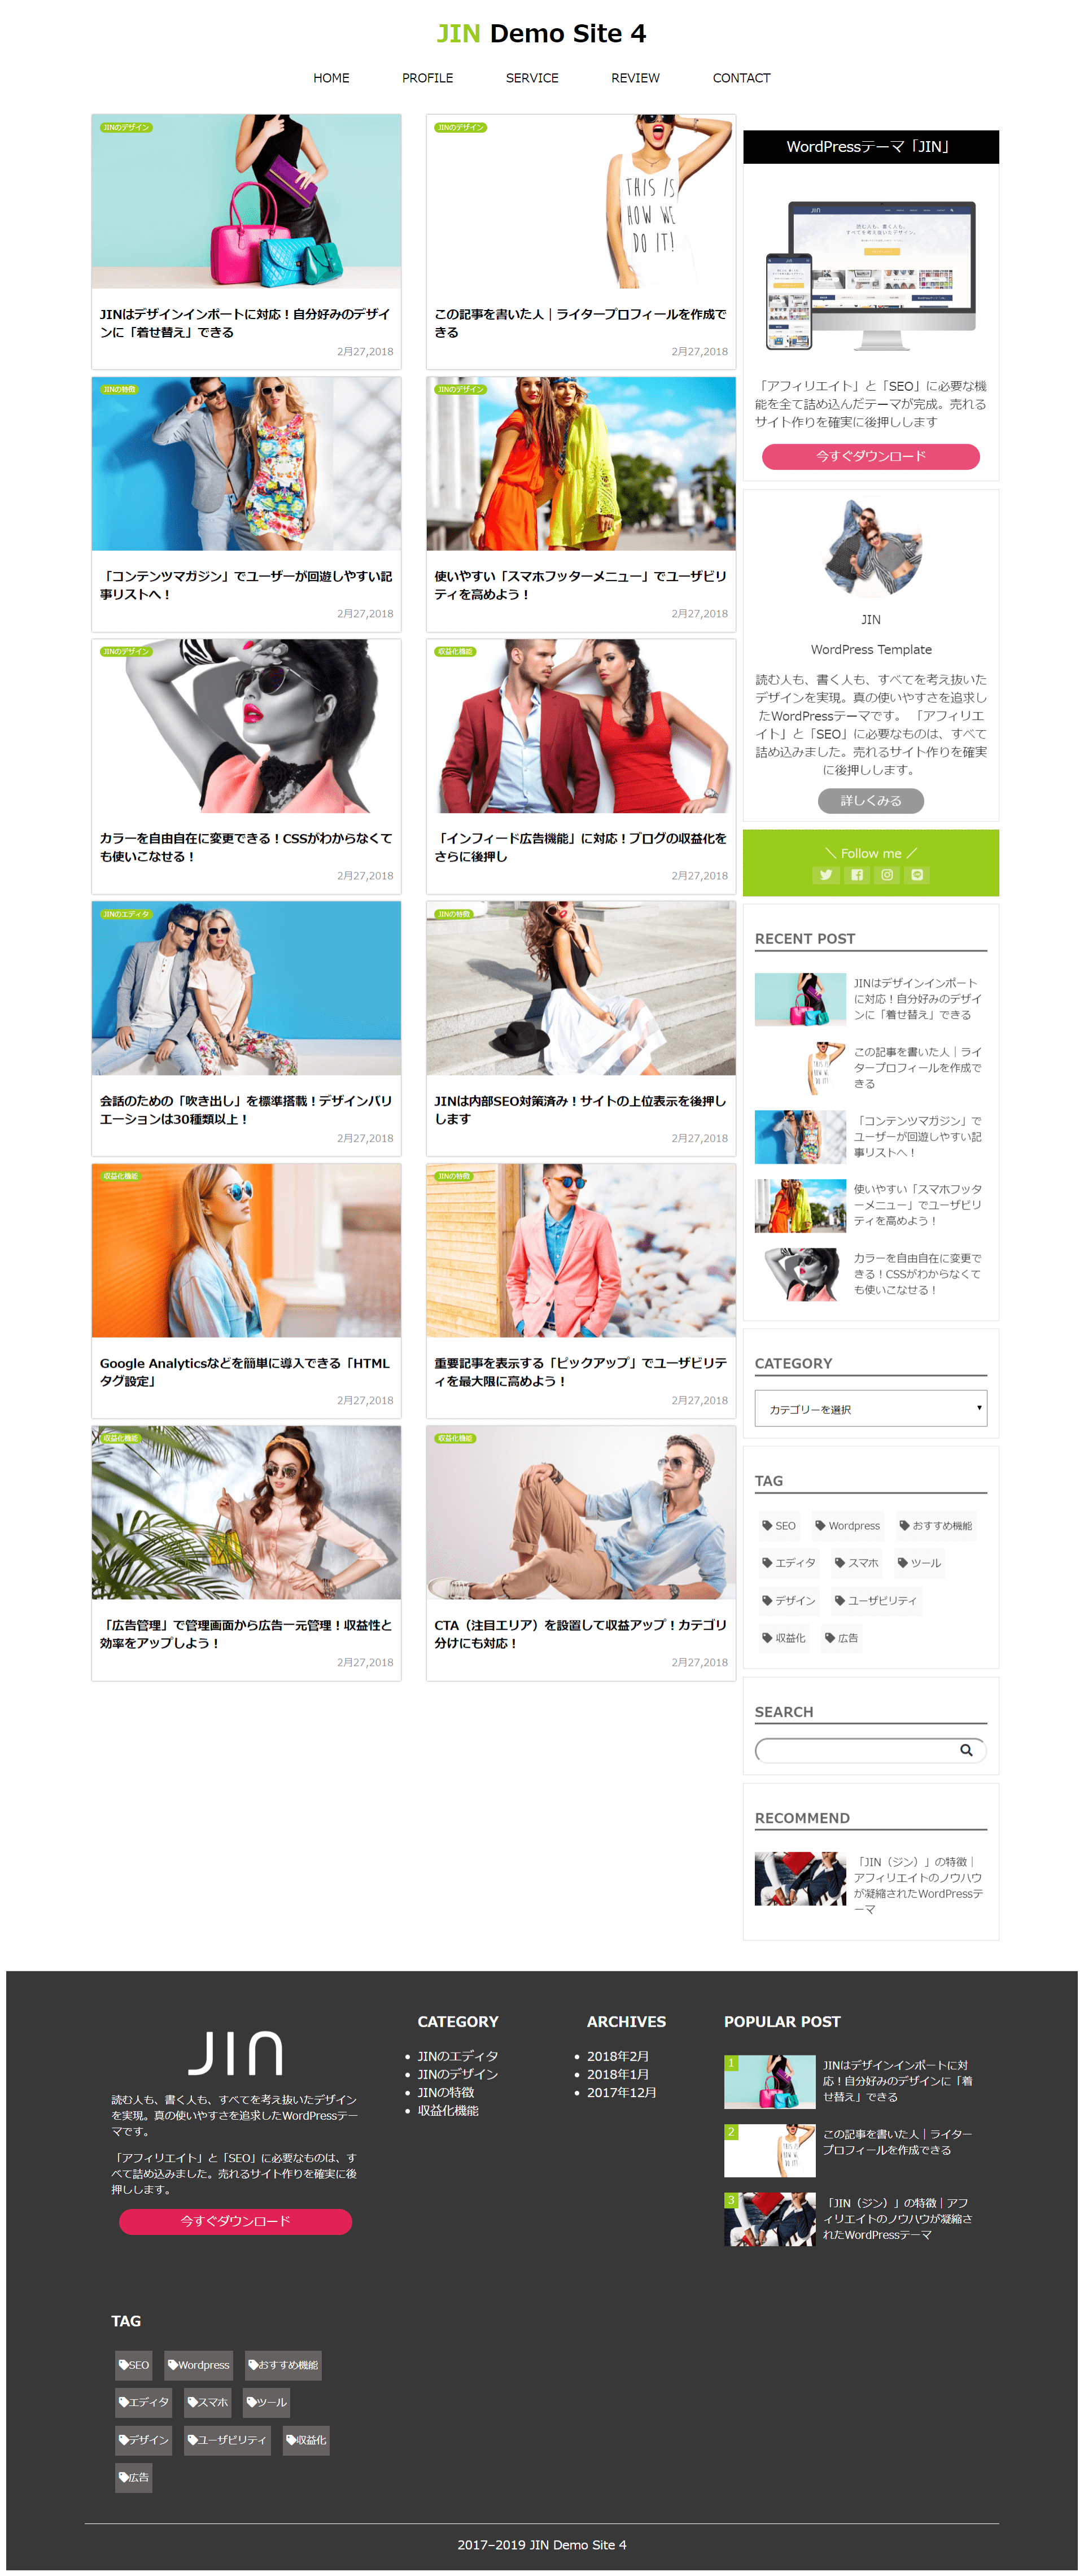 JIN Demo Site 4
HOME PROFILE SERVICE REVIEW CONTACT
JINのデザイン
JINはデザインインポートに対応！自分好みのデザイ
ンに「着せ替え」できる
2月27,2018
JINのデザイン
THIS IS
HOW WE
DO IT!
この記事を書いた人｜ライタープロフィールを作成で
きる
2月27,2018
JINの特徴
「コンテンツマガジン」でユーザーが回遊しやすい記
事リストへ！
2月27,2018
JINのデザイン
使いやすい「スマホフッターメニュー」でユーザビリ
ティを高めよう！
2月27,2018
JINのデザイン
カラーを自由自在に変更できる！CSSがわからなくて
も使いこなせる！
2月27,2018
収益化機能
「インフィード広告機能」に対応！ブログの収益化を
さらに後押し
2月27,2018
JINのエディタ
会話のための「吹き出し」を標準搭載！デザインバリ
エーションは30種類以上！
2月27,2018
JINの特徴
JINは内部SEO対策済み！サイトの上位表示を後押し
します
2月27,2018
収益化機能
Google Analyticsなどを簡単に導入できる「HTML
タグ設定」
2月27,2018
JINの特徴
重要記事を表示する「ピックアップ」でユーザビリテ
ィを最大限に高めよう！
2月27,2018
収益化機能
「広告管理」で管理画面から広告一元管理！収益性と
効率をアップしよう！
2月27,2018
収益化機能
CTA（注目エリア）を設置して収益アップ！カテゴリ
分けにも対応！
2月27,2018
WordPressテーマ「JIN」
JIN
読む人も、書く人も、
すべてを考え抜いたデザイン。
「アフィリエイト」と「SEO」に必要な機
能を全て詰め込んだテーマが完成。売れる
サイト作りを確実に後押しします
今すぐダウンロード
JIN
WordPress Template
読む人も、書く人も、すべてを考え抜いた
デザインを実現。真の使いやすさを追求し
たWordPressテーマです。 「アフィリエ
イト」と「SEO」に必要なものは、すべて
詰め込みました。売れるサイト作りを確実
に後押しします。
詳しくみる
＼ Follow me ／
RECENT POST
JINはデザインインポート
に対応！自分好みのデザイ
ンに「着せ替え」できる
この記事を書いた人｜ライ
タープロフィールを作成で
きる
「コンテンツマガジン」で
ユーザーが回遊しやすい記
事リストへ！
使いやすい「スマホフッタ
ーメニュー」でユーザビリ
ティを高めよう！
カラーを自由自在に変更で
きる！CSSがわからなくて
も使いこなせる！
CATEGORY
カテゴリーを選択
TAG
SEO Wordpress おすすめ機能
エディタ スマホ ツール
デザイン ユーザビリティ
収益化 広告
SEARCH
RECOMMEND
「JIN（ジン）」の特徴｜
アフィリエイトのノウハウ
が凝縮されたWordPressテ
ーマ
JIN
読む人も、書く人も、すべてを考え抜いたデザイン
を実現。真の使いやすさを追求したWordPressテー
マです。
「アフィリエイト」と「SEO」に必要なものは、す
べて詰め込みました。売れるサイト作りを確実に後
押しします。
今すぐダウンロード
CATEGORY
JINのエディタ
JINのデザイン
JINの特徴
収益化機能
ARCHIVES
2018年2月
2018年1月
2017年12月
POPULAR POST
1
JINはデザインインポートに対
応！自分好みのデザインに「着
せ替え」できる
2
この記事を書いた人｜ライター
プロフィールを作成できる
3
「JIN（ジン）」の特徴｜アフ
ィリエイトのノウハウが凝縮さ
れたWordPressテーマ
TAG
SEO Wordpress おすすめ機能
エディタ スマホ ツール
デザイン ユーザビリティ 収益化
広告
2017–2019 JIN Demo Site 4